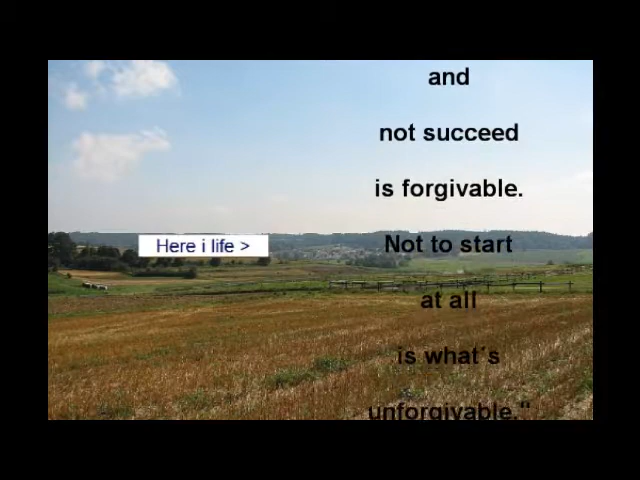 and
not succeed
is forgivable.
Here i life >
Not to start
at all
is what´s
unforgivable."